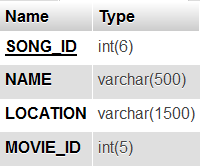 Name Type
SONG_ID int(6)
NAME varchar(500)
LOCATION varchar(1500)
MOVIE_ID int(5)